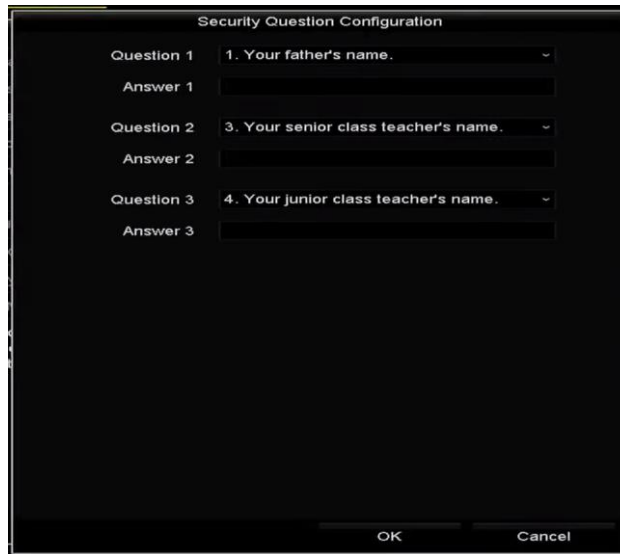 Security Question Configuration
Question 1 1. Your father's name.
Answer 1
Question 2 3. Your senior class teacher's name.
Answer 2
Question 3 4. Your junior class teacher's name.
Answer 3
OK Cancel